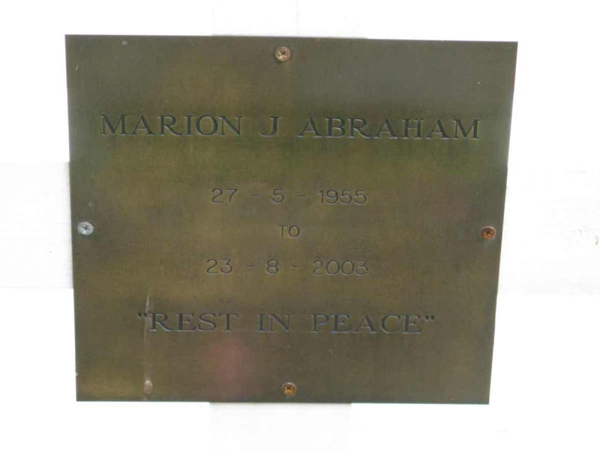 MARION J ABRAHAM
27 - 5 - 1955
TO
23 - 8 - 2003
"REST IN PEACE"